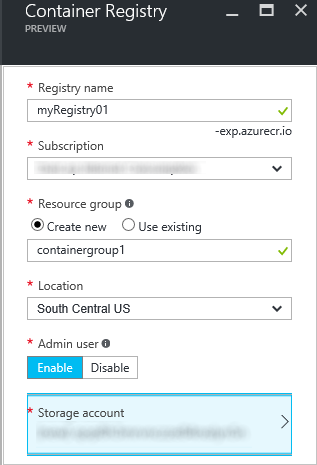 Container Registry
PREVIEW
* Registry name
myRegistry01
-exp.azurecr.io
* Subscription
* Resource group
Create new Use existing
containergroup1
* Location
South Central US
* Admin user
Enable Disable
* Storage account